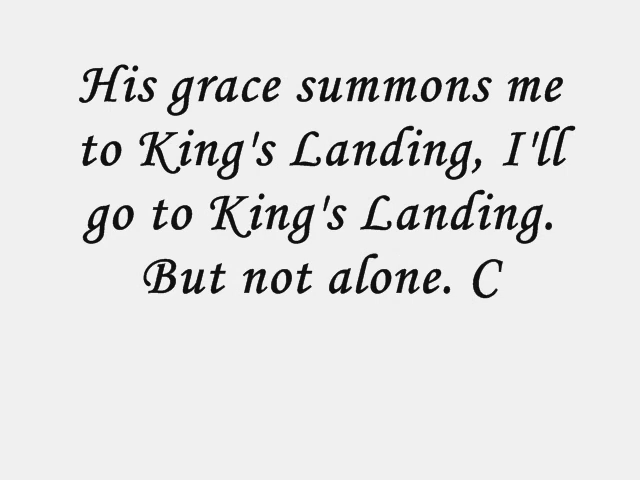 His grace summons me
to King's Landing, I'll
go to King's Landing.
But not alone. C